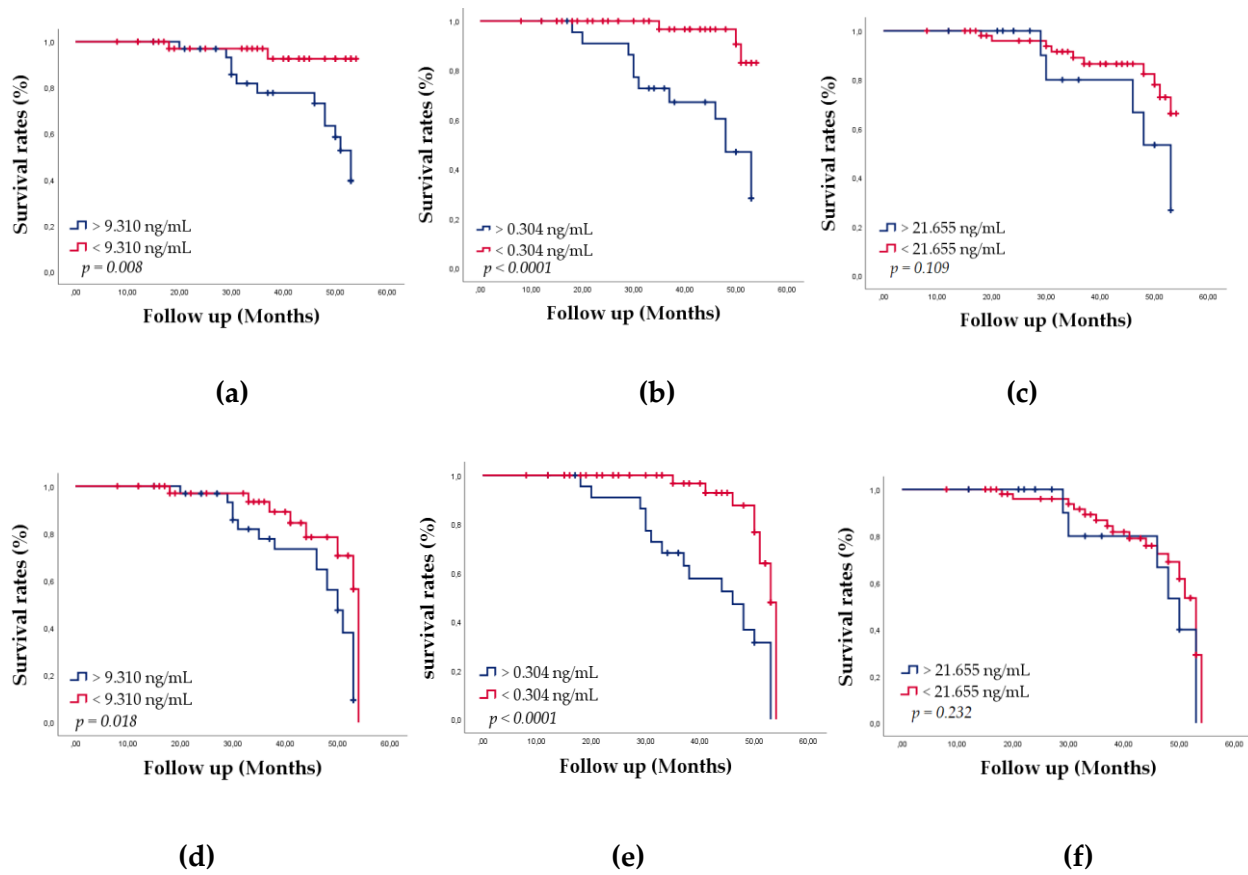 Survival rates (%)
1,0
0,8
0,6
0,4
0,2
0,0
> 9.310 ng/mL
< 9.310 ng/mL
p = 0.008
,00 10,00 20,00 30,00 40,00 50,00 60,00
Follow up (Months)
(a)
Survival rates (%)
1,0
0,8
0,6
0,4
0,2
0,0
> 0.304 ng/mL
< 0.304 ng/mL
p < 0.0001
,00 10,00 20,00 30,00 40,00 50,00 60,00
Follow up (Months)
(b)
Survival rates (%)
1,0
0,8
0,6
0,4
0,2
0,0
> 21.655 ng/mL
< 21.655 ng/mL
p = 0.109
,00 10,00 20,00 30,00 40,00 50,00 60,00
Follow up (Months)
(c)
Survival rates (%)
1,0
0,8
0,6
0,4
0,2
0,0
> 9.310 ng/mL
< 9.310 ng/mL
p = 0.018
,00 10,00 20,00 30,00 40,00 50,00 60,00
Follow up (Months)
(d)
survival rates (%)
1,0
0,8
0,6
0,4
0,2
0,0
> 0.304 ng/mL
< 0.304 ng/mL
p < 0.0001
,00 10,00 20,00 30,00 40,00 50,00 60,00
Follow up (Months)
(e)
Survival rates (%)
1,0
0,8
0,6
0,4
0,2
0,0
> 21.655 ng/mL
< 21.655 ng/mL
p = 0.232
,00 10,00 20,00 30,00 40,00 50,00 60,00
Follow up (Months)
(f)